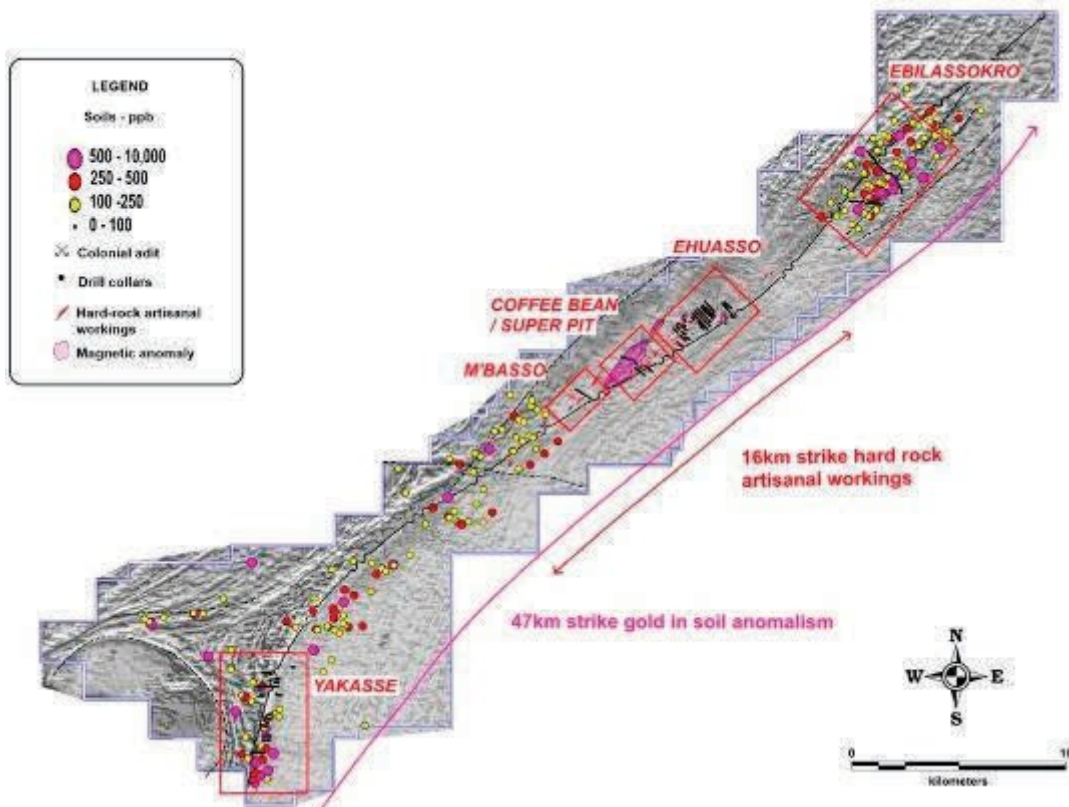 LEGEND
Soils - ppb
500 - 10,000
250 - 500
100 -250
0 - 100
Colonial adit
Drill collars
Hard-rock artisanal
workings
Magnetic anomaly
EBILASSOKRO
EHUASSO
COFFEE BEAN
/ SUPER PIT
M'BASSO
16km strike hard rock
artisanal workings
47km strike gold in soil anomalism
YAKASSE
N
W E
S
0
kilometers